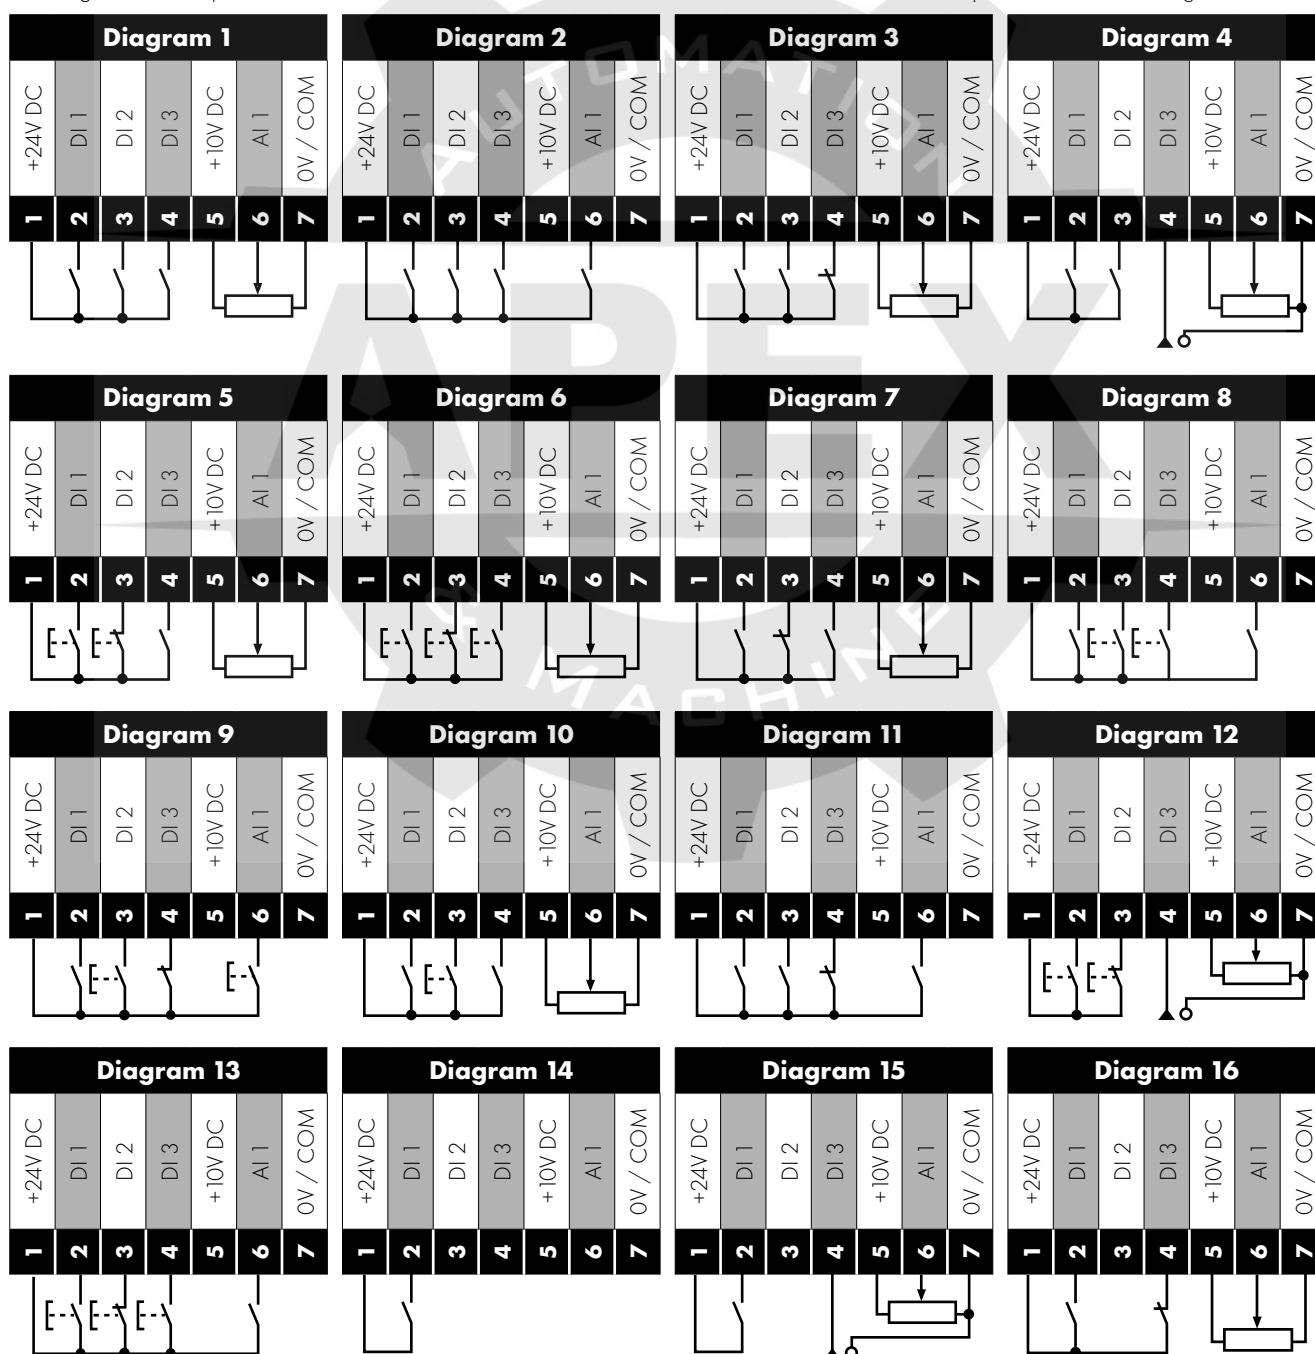 Diagram 1 Diagram 2 Diagram 3 Diagram 4
+24V DC DI 1 DI 2 DI 3 +10V DC AI 1 0V / COM +24V DC DI 1 DI 2 DI 3 +10V DC AI 1 0V / COM +24V DC DI 1 DI 2 DI 3 +10V DC AI 1 0V / COM +24V DC DI 1 DI 2 DI 3 +10V DC AI 1 0V / COM
1 2 3 4 5 6 7 1 2 3 4 5 6 7 1 2 3 4 5 6 7 1 2 3 4 5 6 7
AUTOMATION
APEX
& MACHINE
Diagram 5 Diagram 6 Diagram 7 Diagram 8
+24V DC DI 1 DI 2 DI 3 +10V DC AI 1 0V / COM +24V DC DI 1 DI 2 DI 3 +10V DC AI 1 0V / COM +24V DC DI 1 DI 2 DI 3 +10V DC AI 1 0V / COM +24V DC DI 1 DI 2 DI 3 +10V DC AI 1 0V / COM
1 2 3 4 5 6 7 1 2 3 4 5 6 7 1 2 3 4 5 6 7 1 2 3 4 5 6 7
Diagram 9 Diagram 10 Diagram 11 Diagram 12
+24V DC DI 1 DI 2 DI 3 +10V DC AI 1 0V / COM +24V DC DI 1 DI 2 DI 3 +10V DC AI 1 0V / COM +24V DC DI 1 DI 2 DI 3 +10V DC AI 1 0V / COM +24V DC DI 1 DI 2 DI 3 +10V DC AI 1 0V / COM
1 2 3 4 5 6 7 1 2 3 4 5 6 7 1 2 3 4 5 6 7 1 2 3 4 5 6 7
Diagram 13 Diagram 14 Diagram 15 Diagram 16
+24V DC DI 1 DI 2 DI 3 +10V DC AI 1 0V / COM +24V DC DI 1 DI 2 DI 3 +10V DC AI 1 0V / COM +24V DC DI 1 DI 2 DI 3 +10V DC AI 1 0V / COM +24V DC DI 1 DI 2 DI 3 +10V DC AI 1 0V / COM
1 2 3 4 5 6 7 1 2 3 4 5 6 7 1 2 3 4 5 6 7 1 2 3 4 5 6 7